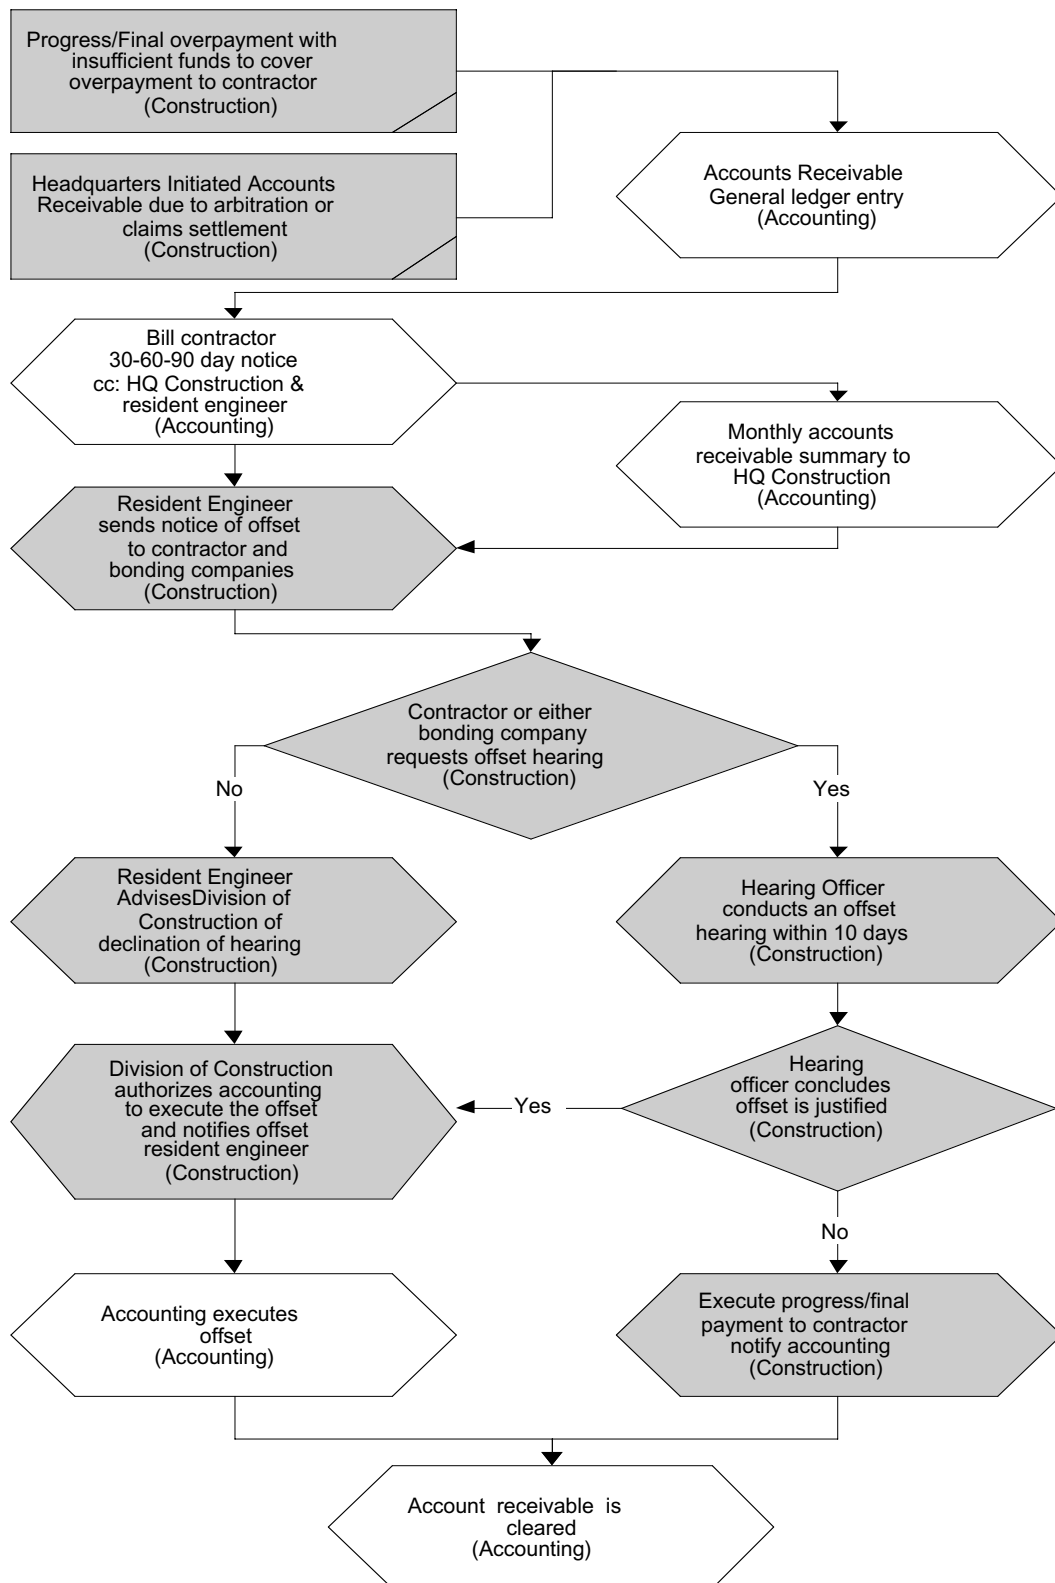 Progress/Final overpayment with
insufficient funds to cover
overpayment to contractor
(Construction)
Headquarters Initiated Accounts
Receivable due to arbitration or
claims settlement
(Construction)
Accounts Receivable
General ledger entry
(Accounting)
Bill contractor
30-60-90 day notice
cc: HQ Construction &
resident engineer
(Accounting)
Monthly accounts
receivable summary to
HQ Construction
(Accounting)
Resident Engineer
sends notice of offset
to contractor and
bonding companies
(Construction)
Contractor or either
bonding company
requests offset hearing
(Construction)
No
Yes
Resident Engineer
AdvisesDivision of
Construction of
declination of hearing
(Construction)
Hearing Officer
conducts an offset
hearing within 10 days
(Construction)
Division of Construction
authorizes accounting
to execute the offset
and notifies offset
resident engineer
(Construction)
Yes
Hearing
officer concludes
offset is justified
(Construction)
No
Accounting executes
offset
(Accounting)
Execute progress/final
payment to contractor
notify accounting
(Construction)
Account receivable is
cleared
(Accounting)